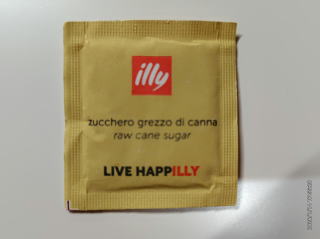 illy
zucchero grezzo di canna
raw cane sugar
LIVE HAPPILLY